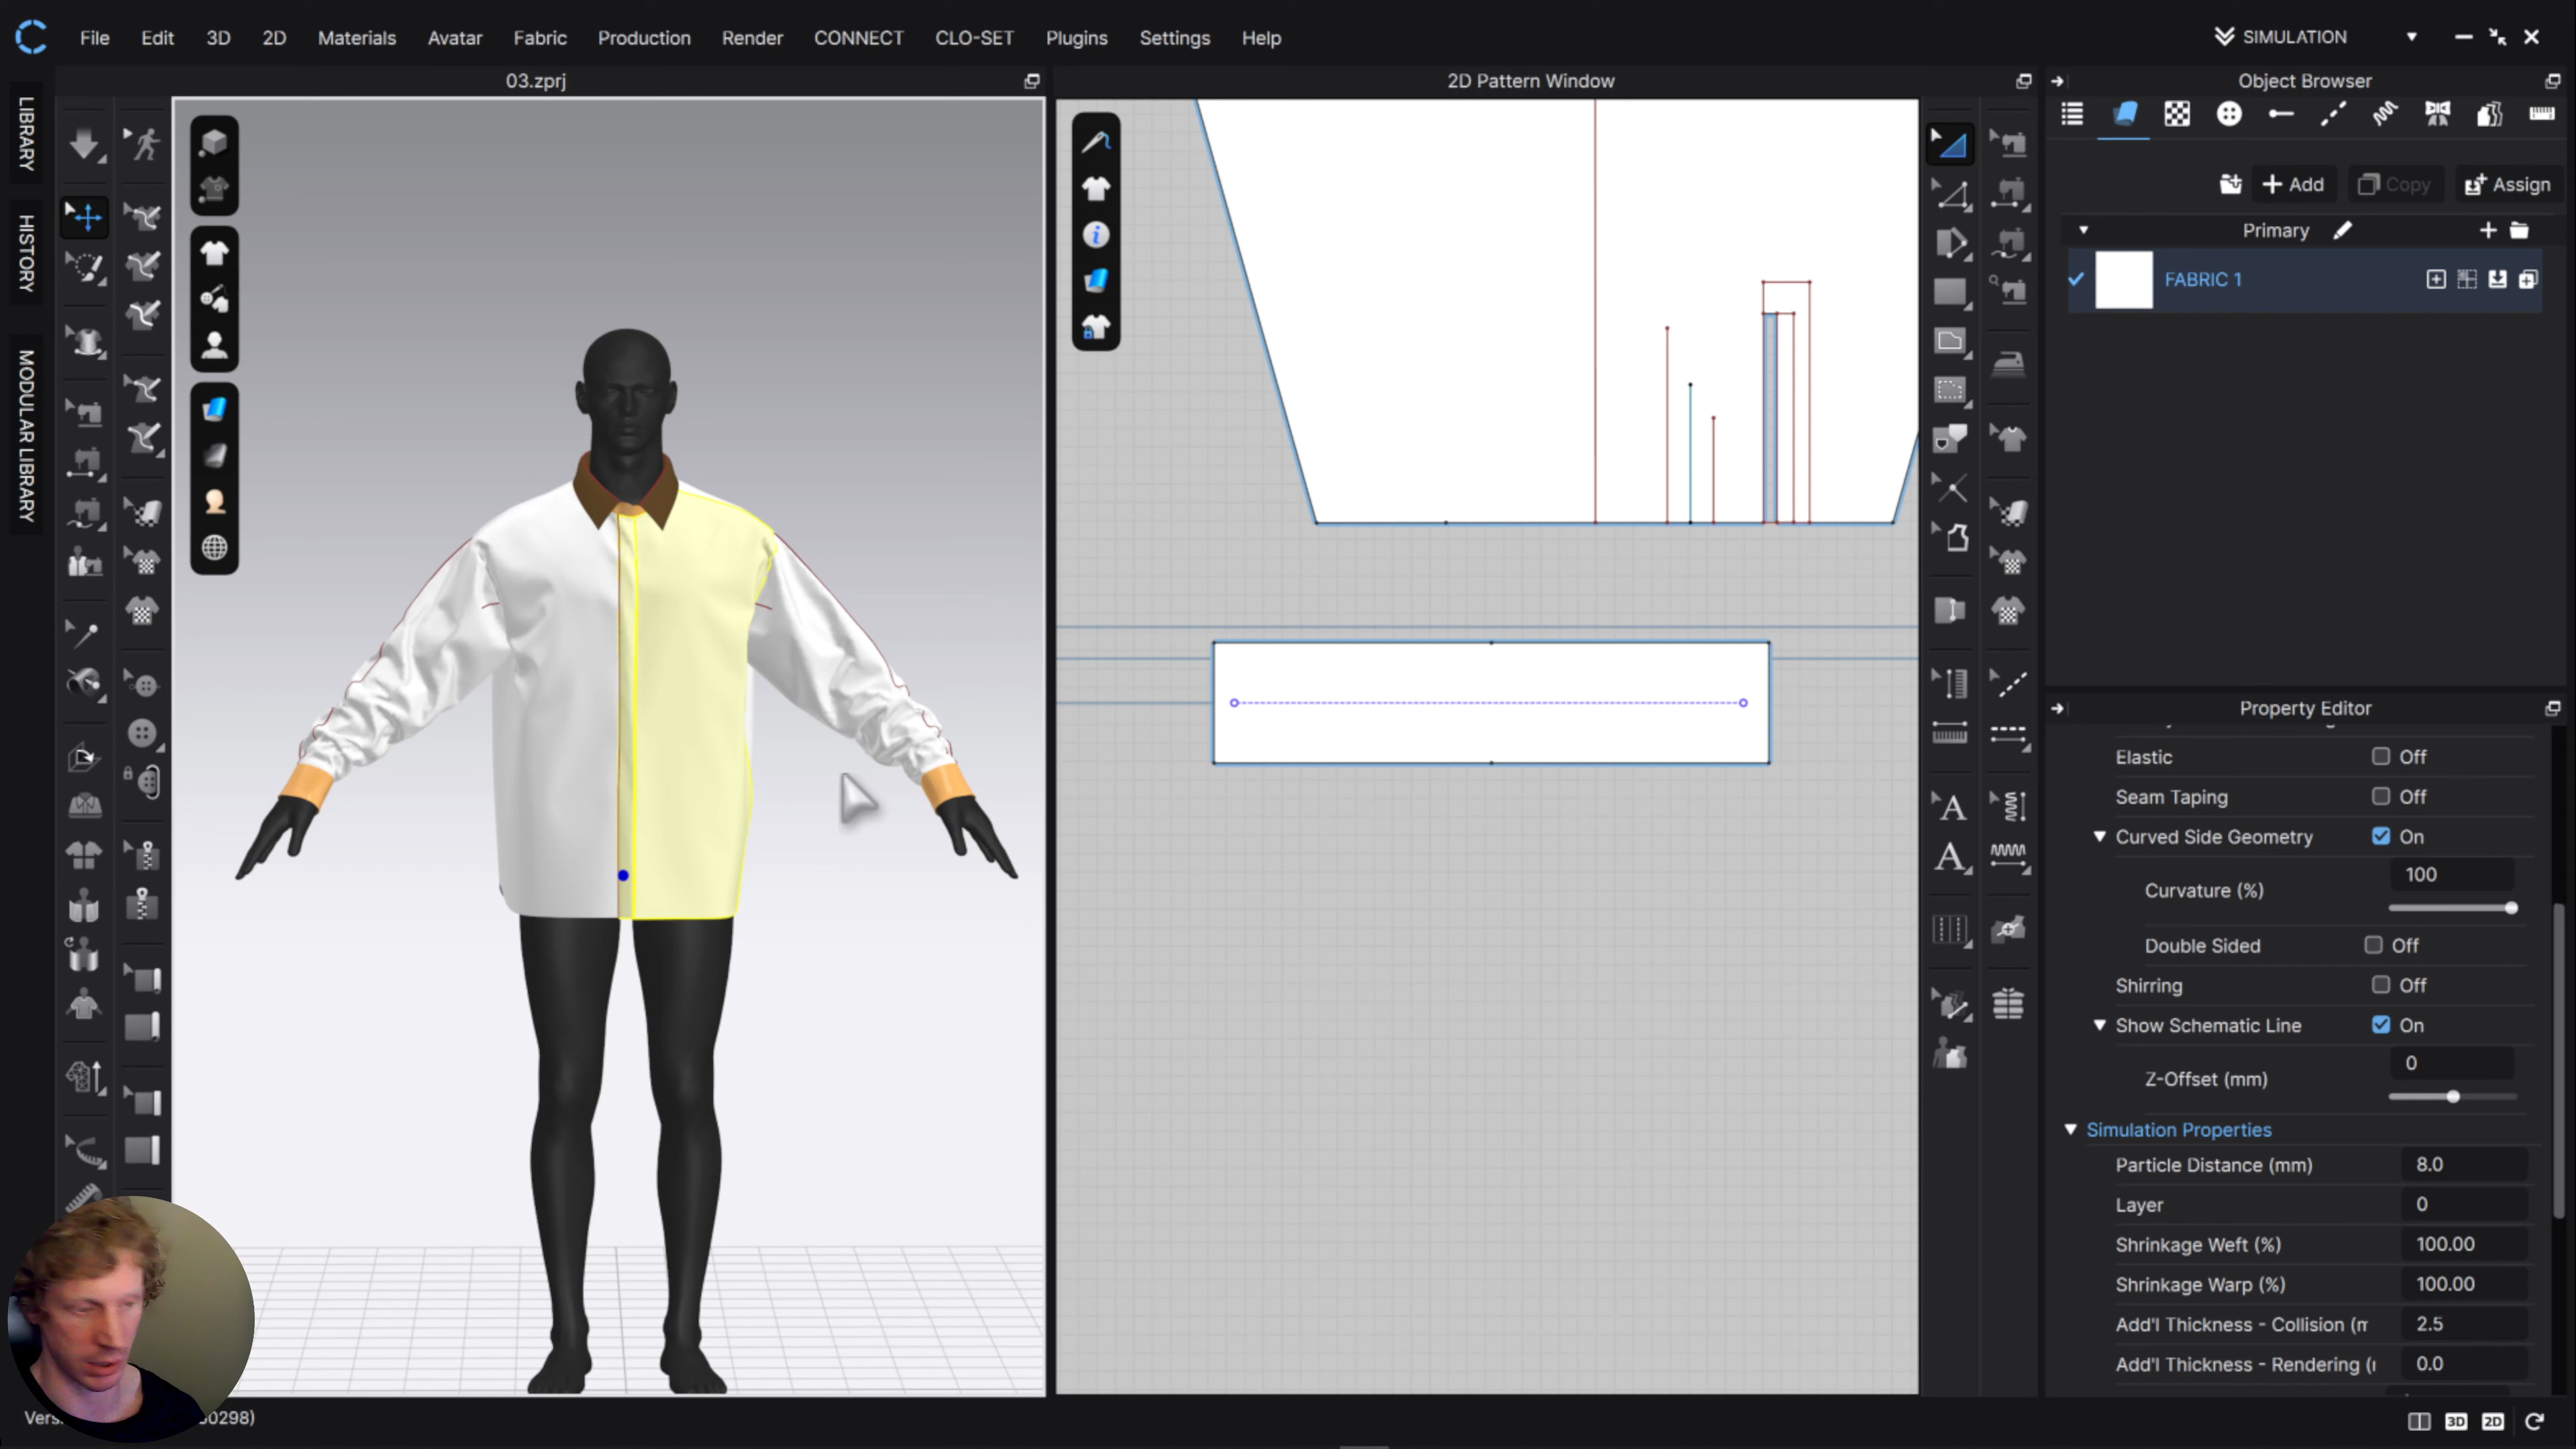 File Edit 3D 2D Materials Avatar Fabric Production Render CONNECT CLO-SET Plugins Settings Help
SIMULATION
03.zprj
2D Pattern Window
Object Browser
LIBRARY
HISTORY
MODULAR LIBRARY
Add
Copy
Assign
Primary
FABRIC 1
Property Editor
Elastic Off
Seam Taping Off
Curved Side Geometry On
Curvature (%) 100
Double Sided Off
Shirring Off
Show Schematic Line On
Z-Offset (mm) 0
Simulation Properties
Particle Distance (mm) 8.0
Layer 0
Shrinkage Weft (%) 100.00
Shrinkage Warp (%) 100.00
Add'l Thickness - Collision (m 2.5
Add'l Thickness - Rendering (ı 0.0
A
A
Vers 0298)
3D 2D